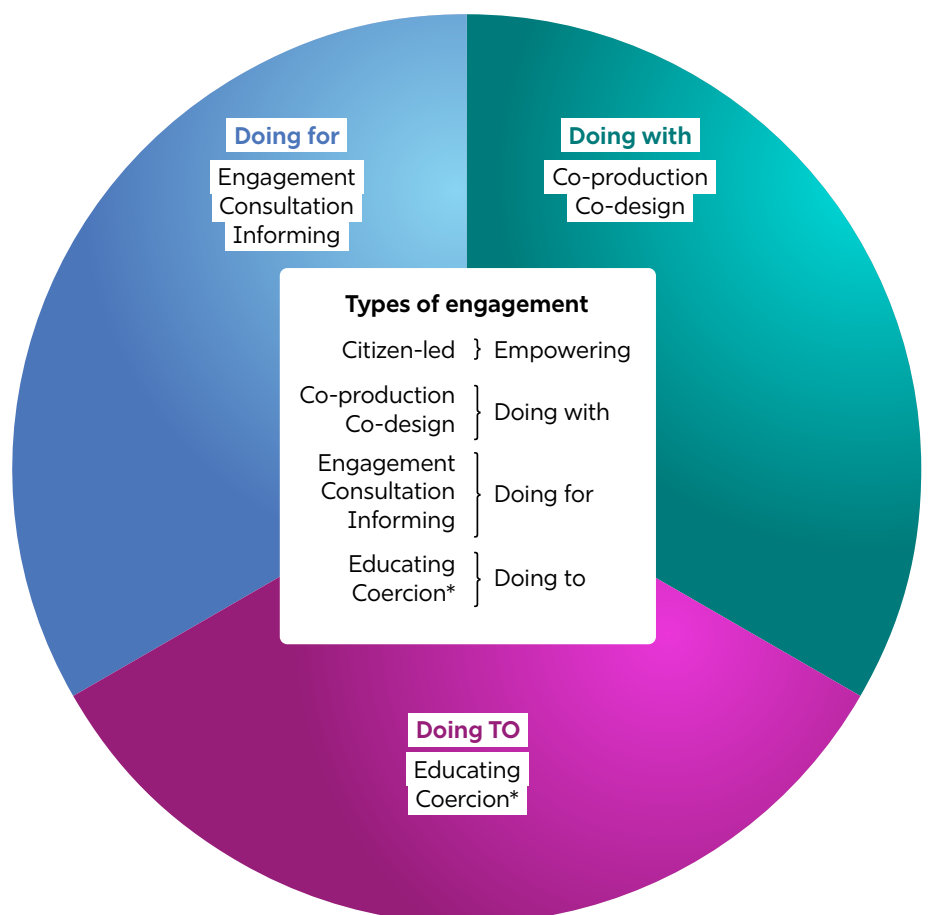 Doing for
Engagement
Consultation
Informing
Doing with
Co-production
Co-design
Types of engagement
Citizen-led } Empowering
Co-production
Co-design } Doing with
Engagement
Consultation
Informing } Doing for
Educating
Coercion* } Doing to
Doing TO
Educating
Coercion*